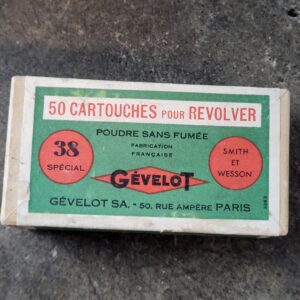 50 CARTOUCHES POUR REVOLVER
POUDRE SANS FUMÉE
FABRICATION
FRANÇAISE
38
SPÉCIAL
SMITH
ET
WESSON
GÉVELOT
GÉVELOT SA. - 50, RUE AMPÈRE PARIS